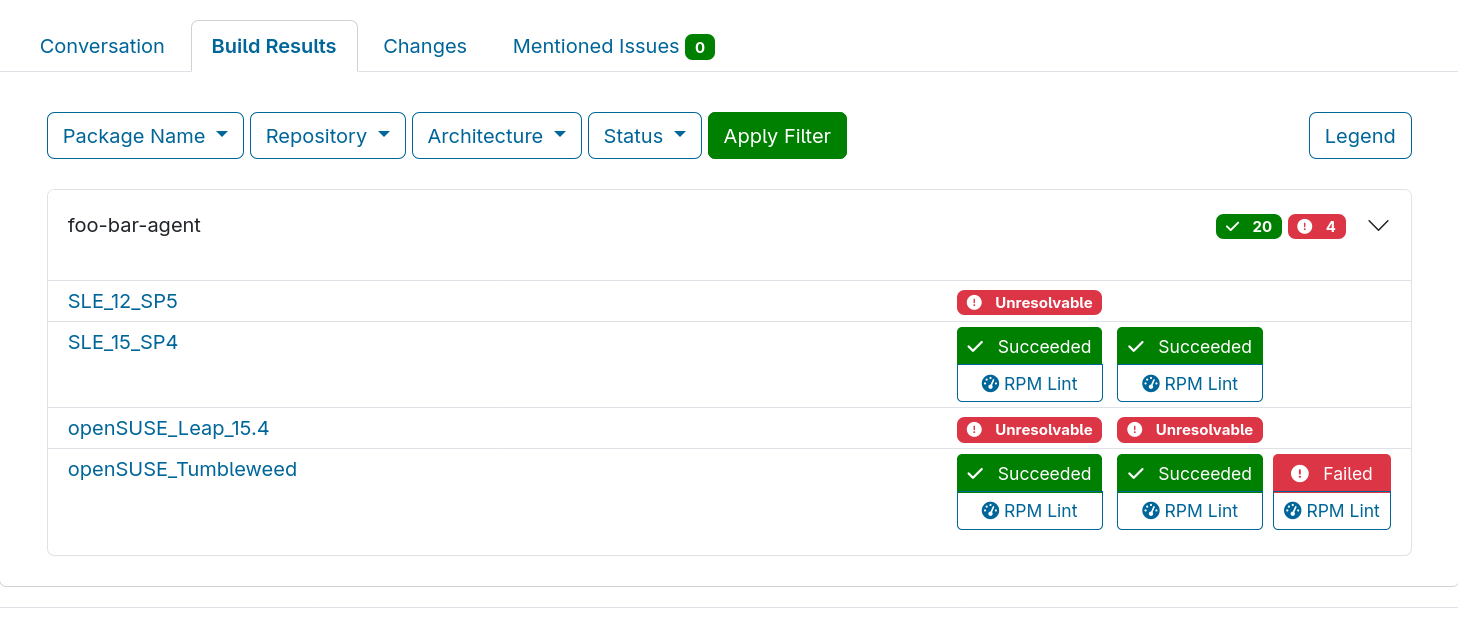 Conversation Build Results Changes Mentioned Issues 0
Package Name Repository Architecture Status Apply Filter Legend
foo-bar-agent 20 4
SLE_12_SP5 Unresolvable
SLE_15_SP4 Succeeded Succeeded
RPM Lint RPM Lint
openSUSE_Leap_15.4 Unresolvable Unresolvable
openSUSE_Tumbleweed Succeeded Succeeded Failed
RPM Lint RPM Lint RPM Lint